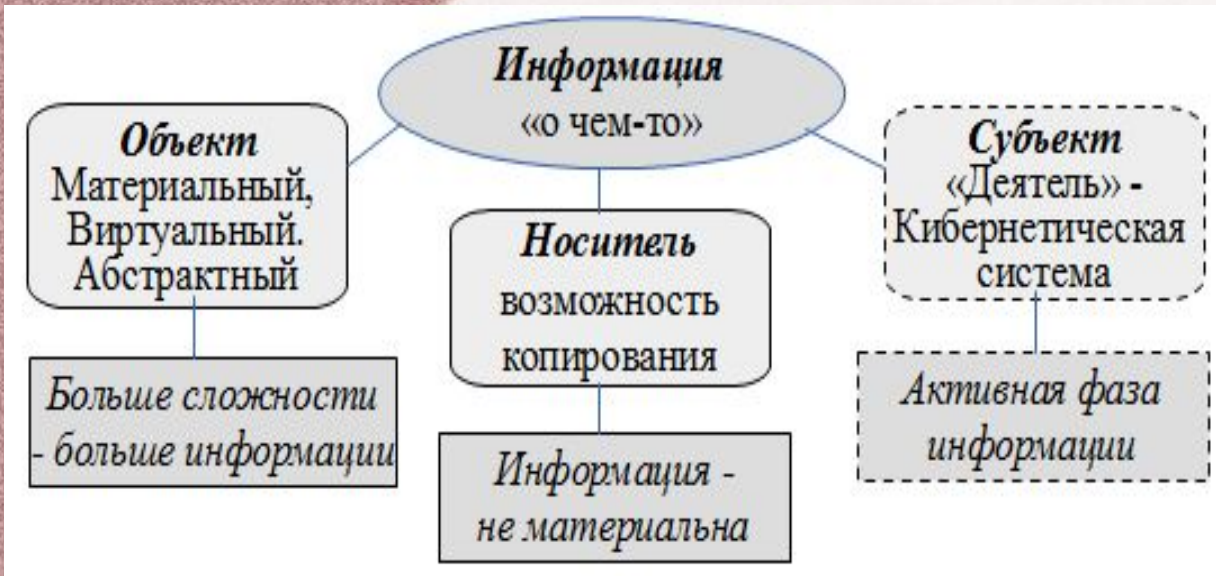 Информация
«о чем-то»
Объект
Материальный,
Виртуальный.
Абстрактный
Носитель
возможность
копирования
Субъект
«Деятель» -
Кибернетическая
система
Больше сложности
- больше информации
Информация -
не материальна
Активная фаза
информации